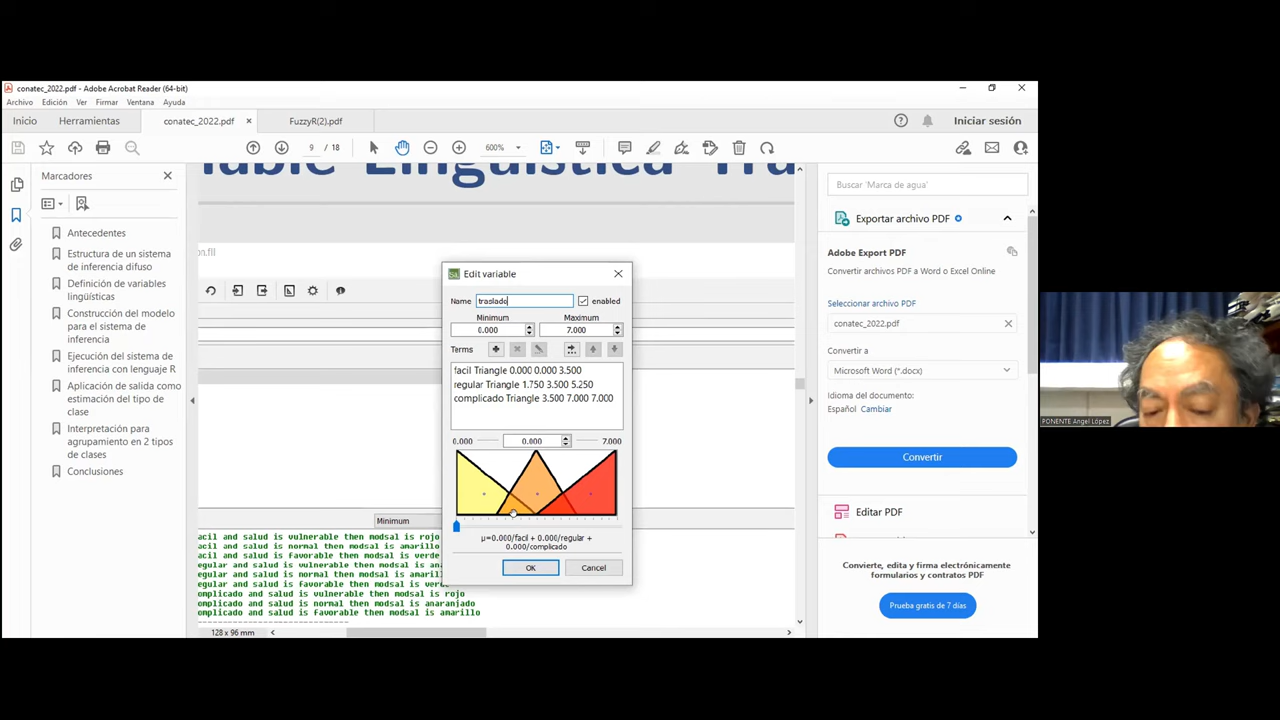 conatec_2022.pdf - Adobe Acrobat Reader (64-bit)
Archivo Edición Ver Firmar Ventana Ayuda
Inicio Herramientas conatec_2022.pdf × FuzzyR(2).pdf Iniciar sesión
9 / 18 600%
Marcadores
Antecedentes
Estructura de un sistema
de inferencia difuso
Definición de variables
lingüísticas
Construcción del modelo
para el sistema de
inferencia
Ejecución del sistema de
inferencia con lenguaje R
Aplicación de salida como
estimación del tipo de
clase
Interpretación para
agrupamiento en 2 tipos
de clases
Conclusiones
Lingüística
on.fll
Edit variable
Name traslado enabled
Minimum Maximum
0.000 7.000
Terms
facil Triangle 0.000 0.000 3.500
regular Triangle 1.750 3.500 5.250
complicado Triangle 3.500 7.000 7.000
0.000 0.000 7.000
µ=0.000/facil + 0.000/regular +
0.000/complicado
OK Cancel
Minimum
acil and salud is vulnerable then modsal is rojo
acil and salud is normal then modsal is amarillo
acil and salud is favorable then modsal is verde
egular and salud is vulnerable then modsal is
egular and salud is normal then modsal is
egular and salud is favorable then modsal is
omplicado and salud is vulnerable then modsal is rojo
omplicado and salud is normal then modsal is anaranjado
omplicado and salud is favorable then modsal is amarillo
128 x 96 mm
Buscar 'Marca de agua'
Exportar archivo PDF
Adobe Export PDF
Convertir archivos PDF a Word o Excel Online
Seleccionar archivo PDF
conatec_2022.pdf
Convertir a
Microsoft Word (*.docx)
Idioma del documento:
Español Cambiar
Convertir
Editar PDF
Convierte, edita y firma electrónicamente
formularios y contratos PDF
Prueba gratis de 7 días
PONENTE Angel López